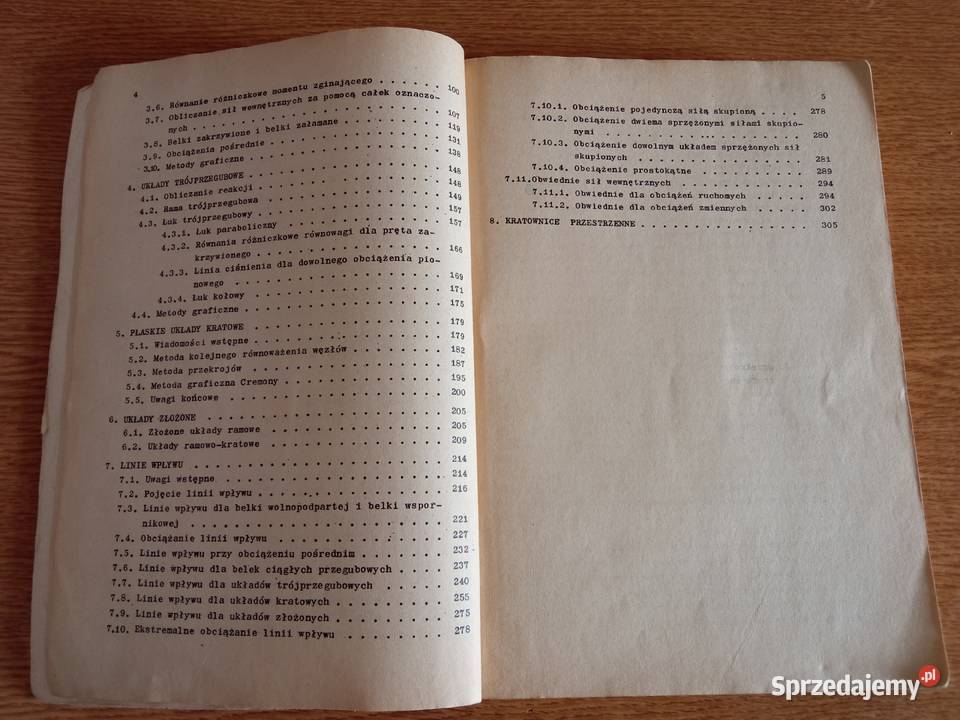 4
3.6. Równanie różniczkowe momentu zginającego . . . . . . 100
3.7. Obliczanie sił wewnętrznych za pomocą całek oznaczo-
nych . . . . . . . . . . . . . . . . . . 107
3.8. Belki zakrzywione i belki załamane . . . . . . . . 119
3.9. Obciążenia pośrednie . . . . . . . . . . . . . 131
3.10. Metody graficzne . . . . . . . . . . . . . . . 138
4. UKŁADY TRÓJPRZEGUBOWE . . . . . . . . . . . . . . 148
4.1. Obliczanie reakcji . . . . . . . . . . . . . . 148
4.2. Rama trójprzegubowa . . . . . . . . . . . . . 149
4.3. Łuk trójprzegubowy . . . . . . . . . . . . . . 157
4.3.1. Łuk paraboliczny . . . . . . . . . . . . 157
4.3.2. Równania różniczkowe równowagi dla pręta za-
krzywionego . . . . . . . . . . . . . . 166
4.3.3. Linia ciśnienia dla dowolnego obciążenia pio-
nowego . . . . . . . . . . . . . . . . 169
4.3.4. Łuk kołowy . . . . . . . . . . . . . . 171
4.4. Metody graficzne . . . . . . . . . . . . . . . 175
5. PŁASKIE UKŁADY KRATOWE . . . . . . . . . . . . . . 179
5.1. Wiadomości wstępne . . . . . . . . . . . . . . 179
5.2. Metoda kolejnego równoważenia węzłów . . . . . . . 182
5.3. Metoda przekrojów . . . . . . . . . . . . . . 187
5.4. Metoda graficzna Cremony . . . . . . . . . . . . 195
5.5. Uwagi końcowe . . . . . . . . . . . . . . . . 200
6. UKŁADY ZŁOŻONE . . . . . . . . . . . . . . . . . 205
6.1. Złożone układy ramowe . . . . . . . . . . . . . 205
6.2. Układy ramowo-kratowe . . . . . . . . . . . . . 209
7. LINIE WPŁYWU . . . . . . . . . . . . . . . . . . 214
7.1. Uwagi wstępne . . . . . . . . . . . . . . . . 214
7.2. Pojęcie linii wpływu . . . . . . . . . . . . . 216
7.3. Linie wpływu dla belki wolnopodpartej i belki wspor-
nikowej . . . . . . . . . . . . . . . . . . 221
7.4. Obciążanie linii wpływu . . . . . . . . . . . . 227
7.5. Linie wpływu przy obciążeniu pośrednim . . . . . . 232
7.6. Linie wpływu dla belek ciągłych przegubowych . . . . 237
7.7. Linie wpływu dla układów trójprzegubowych . . . . . 240
7.8. Linie wpływu dla układów kratowych . . . . . . . . 255
7.9. Linie wpływu dla układów złożonych . . . . . . . . 275
7.10. Ekstremalne obciążanie linii wpływu . . . . . . . 278
5
7.10.1. Obciążenie pojedynczą siłą skupioną . . . . 278
7.10.2. Obciążenie dwiema sprzężonymi siłami skupio-
nymi . . . . . . . . . . . . . . . . . 280
7.10.3. Obciążenie dowolnym układem sprzężonych sił
skupionych . . . . . . . . . . . . . . 281
7.10.4. Obciążenie prostokątne . . . . . . . . . . 289
7.11.Obwiednie sił wewnętrznych . . . . . . . . . . . 294
7.11.1. Obwiednie dla obciążeń ruchomych . . . . . 294
7.11.2. Obwiednie dla obciążeń zmiennych . . . . . 302
8. KRATOWNICE PRZESTRZENNE . . . . . . . . . . . . . . 305
Sprzedajemy.pl